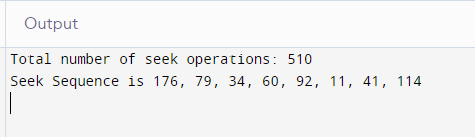 Output
Total number of seek operations: 510
Seek Sequence is 176, 79, 34, 60, 92, 11, 41, 114